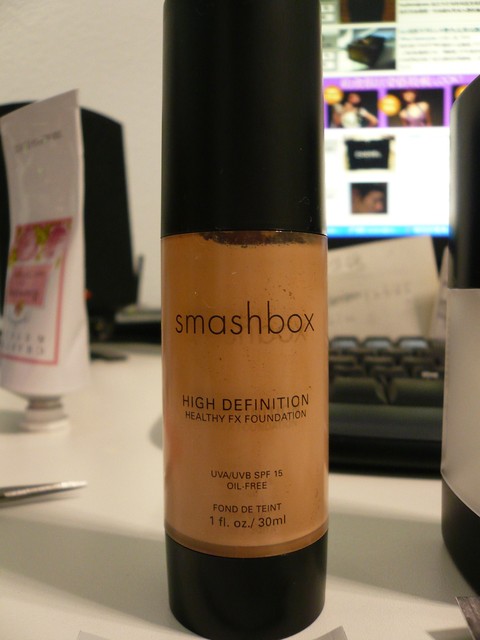 smashbox
HIGH DEFINITION
HEALTHY FX FOUNDATION
UVA/UVB SPF 15
OIL-FREE
FOND DE TEINT
1 fl. oz./ 30ml